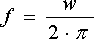 f = w / (2 · π)